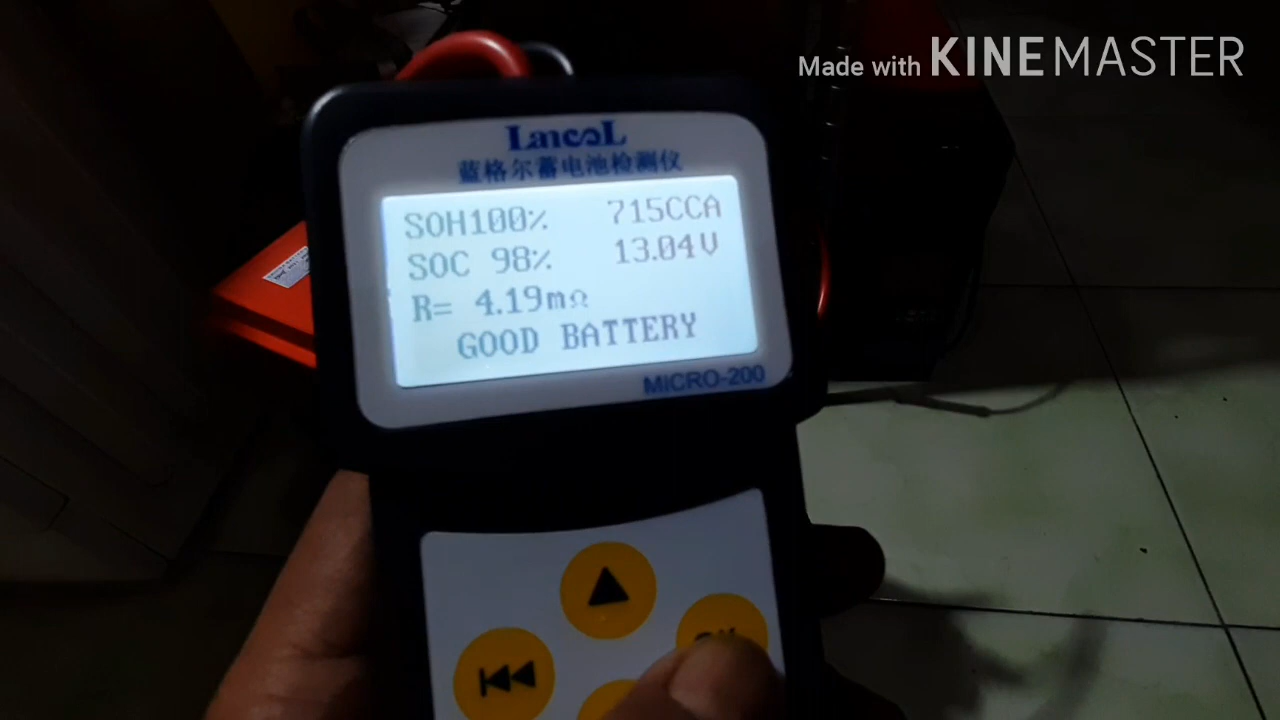 Made with KINEMASTER
LancoL
蓝格尔蓄电池检测仪
SOH100% 715CCA
SOC 98% 13.04V
R= 4.19mΩ
GOOD BATTERY
MICRO-200